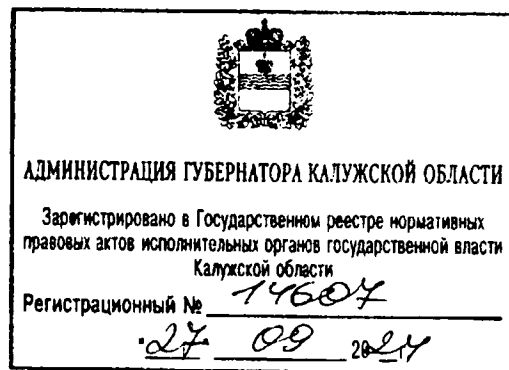 АДМИНИСТРАЦИЯ ГУБЕРНАТОРА КАЛУЖСКОЙ ОБЛАСТИ
Зарегистрировано в Государственном реестре нормативных
правовых актов исполнительных органов государственной власти
Калужской области
Регистрационный № 14607
"27" 09 2024